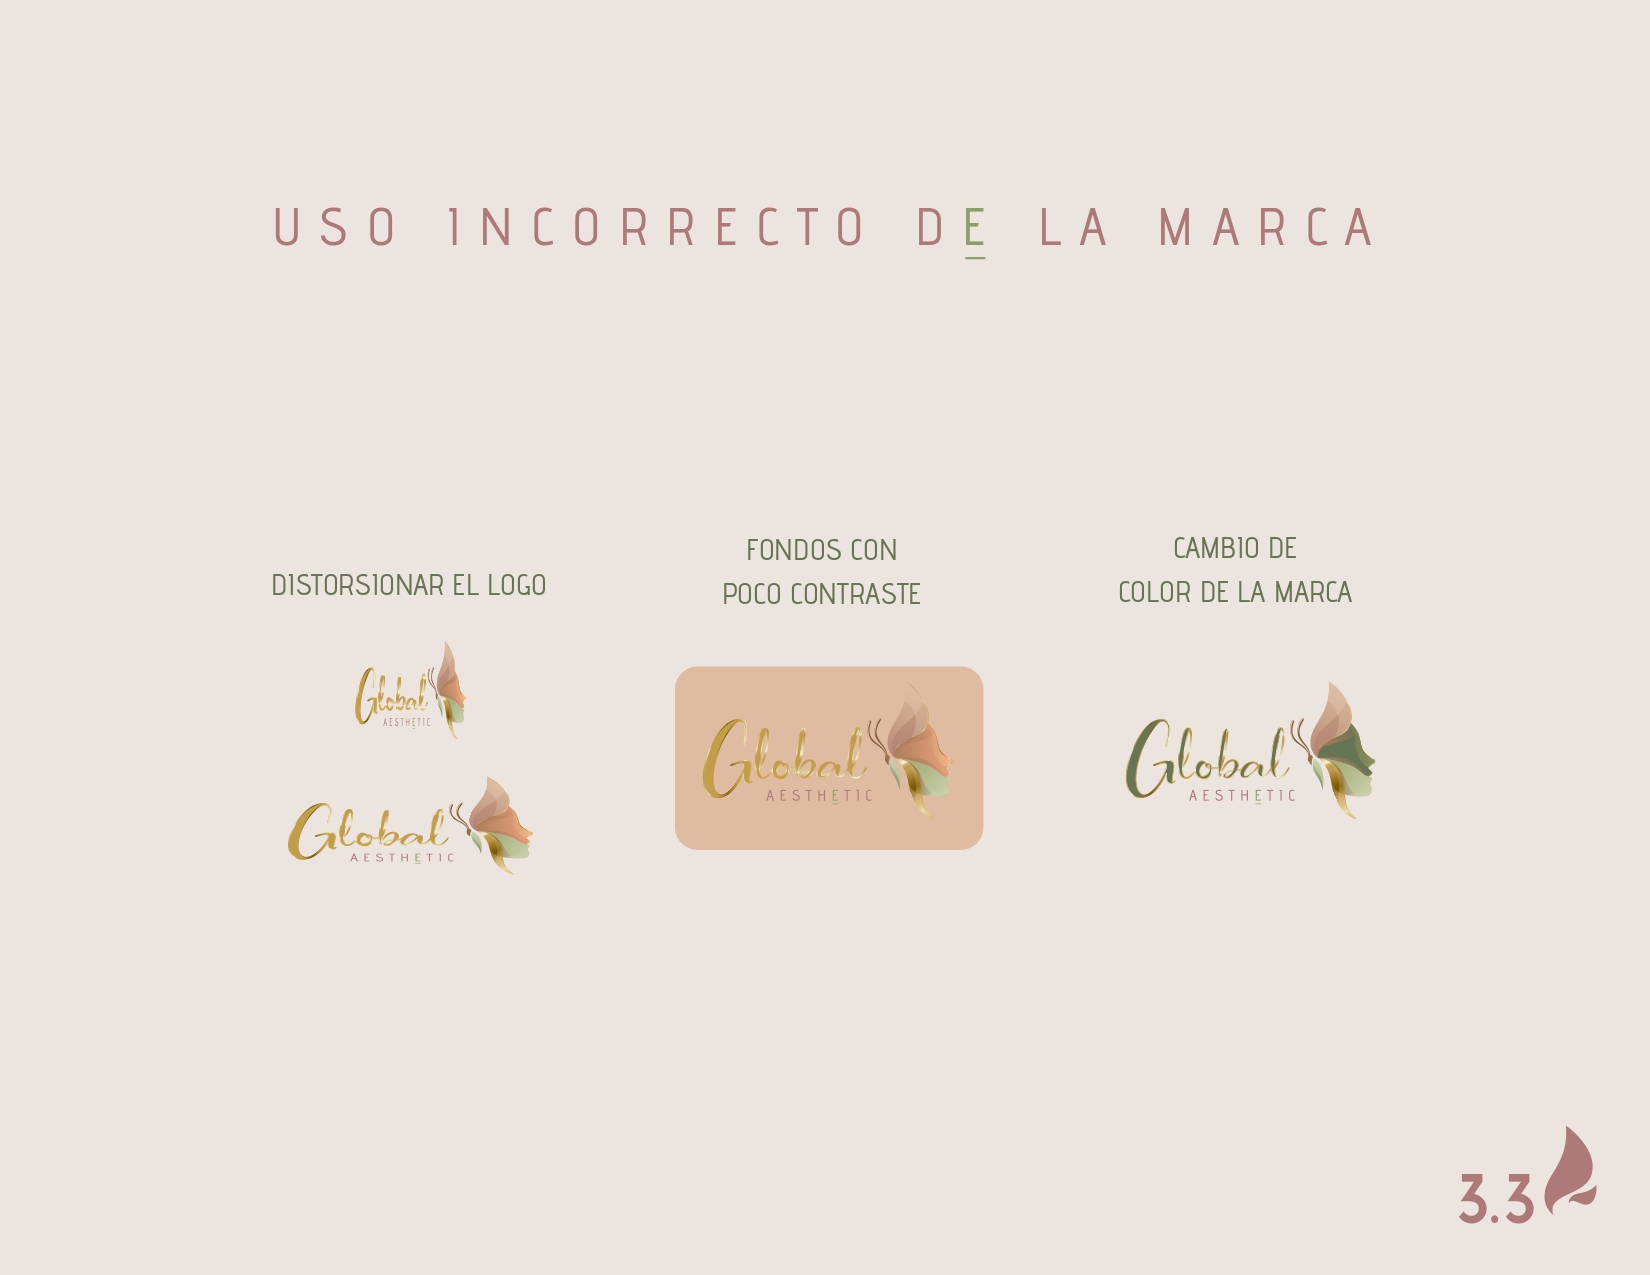 USO INCORRECTO DE LA MARCA
DISTORSIONAR EL LOGO
Global
AESTHETIC
Global
AESTHETIC
FONDOS CON
POCO CONTRASTE
Global
AESTHETIC
CAMBIO DE
COLOR DE LA MARCA
Global
AESTHETIC
3.3